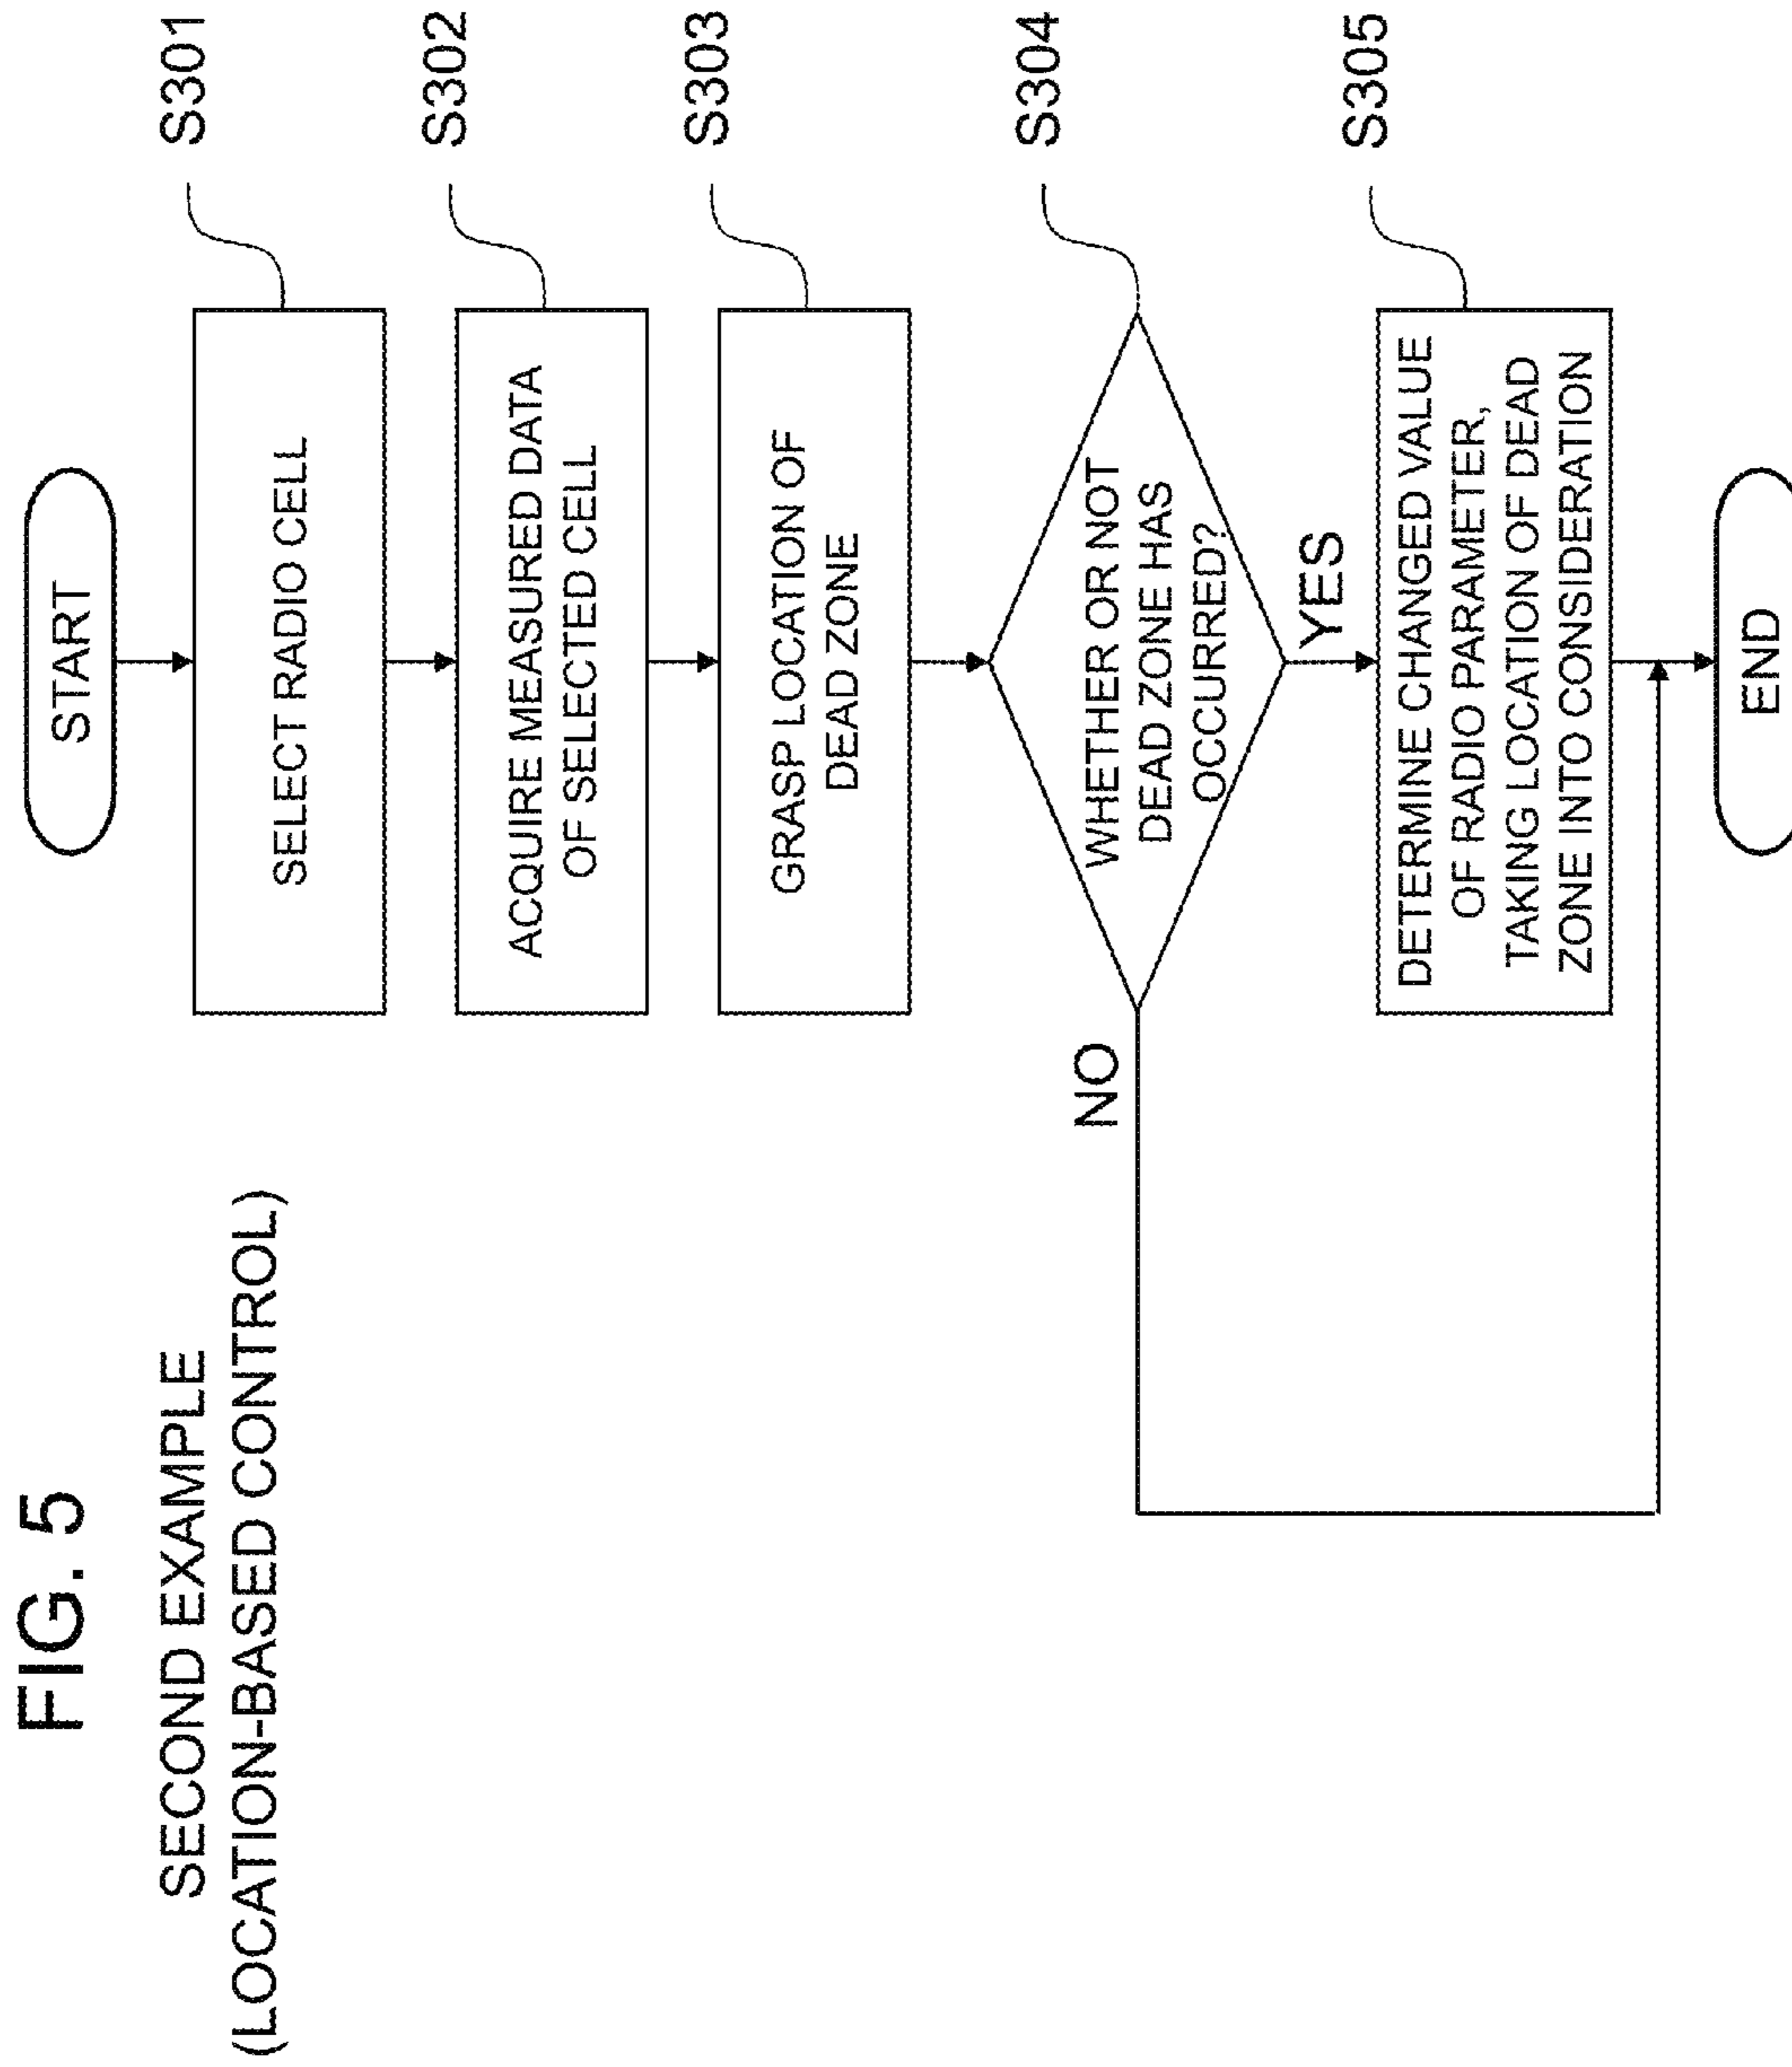 FIG. 5
SECOND EXAMPLE
(LOCATION-BASED CONTROL)
START
SELECT RADIO CELL
S301
ACQUIRE MEASURED DATA
OF SELECTED CELL
S302
GRASP LOCATION OF
DEAD ZONE
S303
WHETHER OR NOT
DEAD ZONE HAS
OCCURRED?
S304
NO
YES
DETERMINE CHANGED VALUE
OF RADIO PARAMETER,
TAKING LOCATION OF DEAD
ZONE INTO CONSIDERATION
S305
END